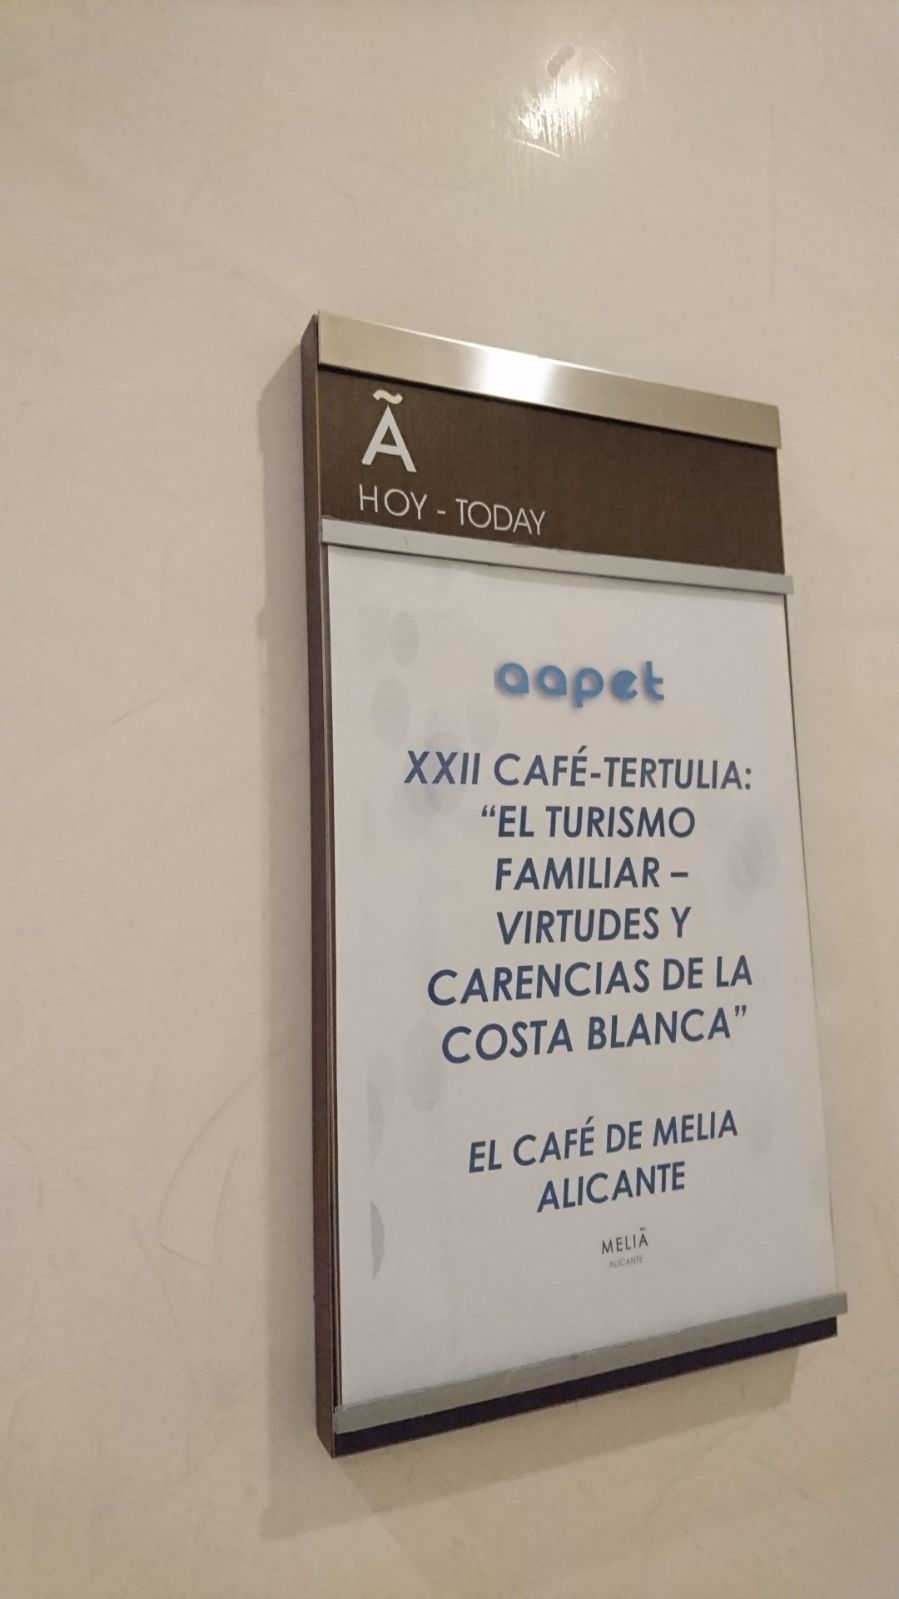 Ã
HOY - TODAY
aapet
XXII CAFÉ-TERTULIA:
“EL TURISMO
FAMILIAR –
VIRTUDES Y
CARENCIAS DE LA
COSTA BLANCA”
EL CAFÉ DE MELIA
ALICANTE
MELIÃ
ALICANTE